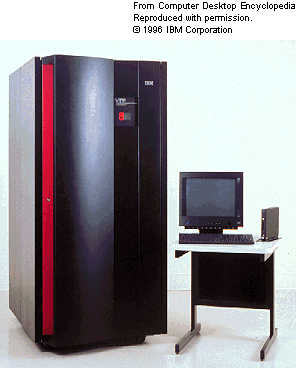 From Computer Desktop Encyclopedia
Reproduced with permission.
© 1996 IBM Corporation
IBM